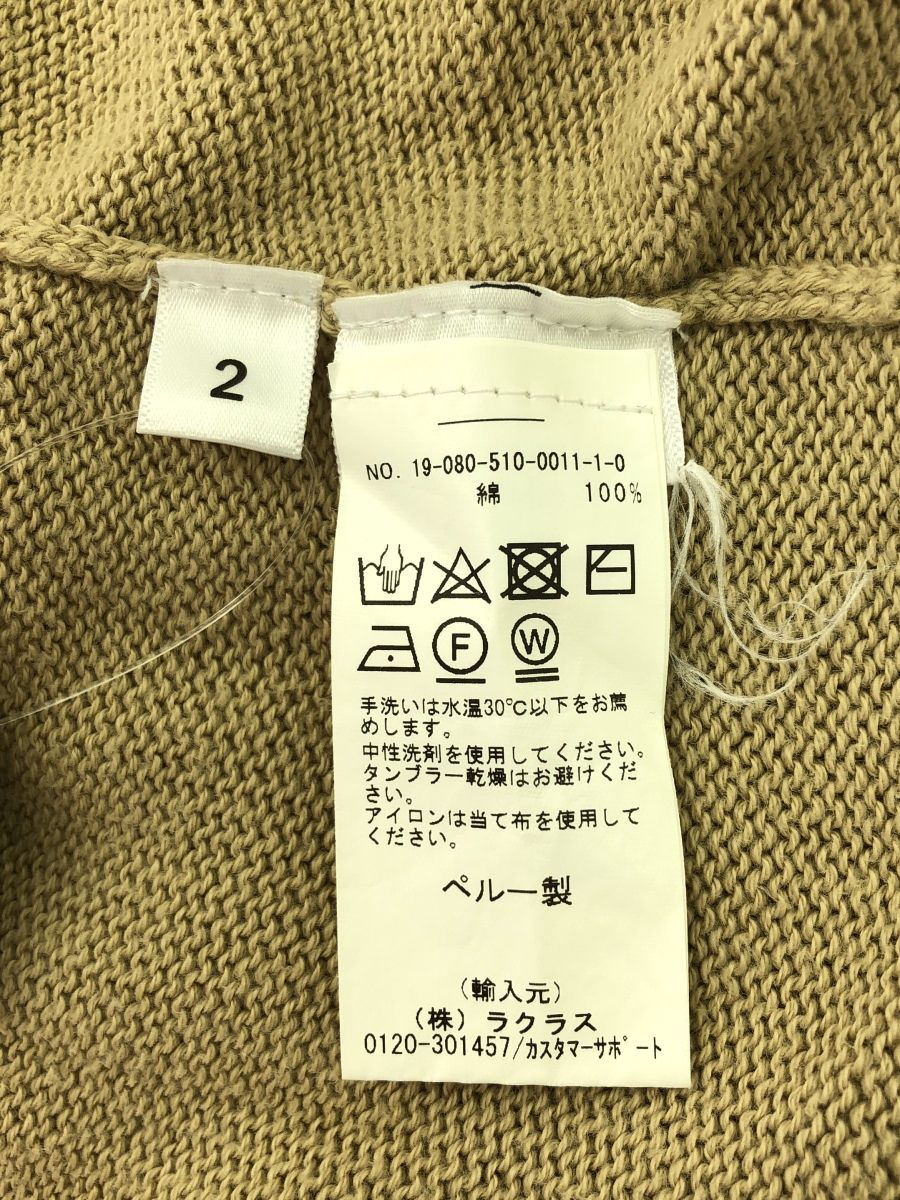 2
NO. 19-080-510-0011-1-0
綿 100%
F
W
手洗いは水温30℃以下をお薦
めします。
中性洗剤を使用してください。
タンブラー乾燥はお避けくだ
さい。
アイロンは当て布を使用して
ください。
ペルー製
(輸入元)
(株)ラクラス
0120-301457/カスタマーサポート